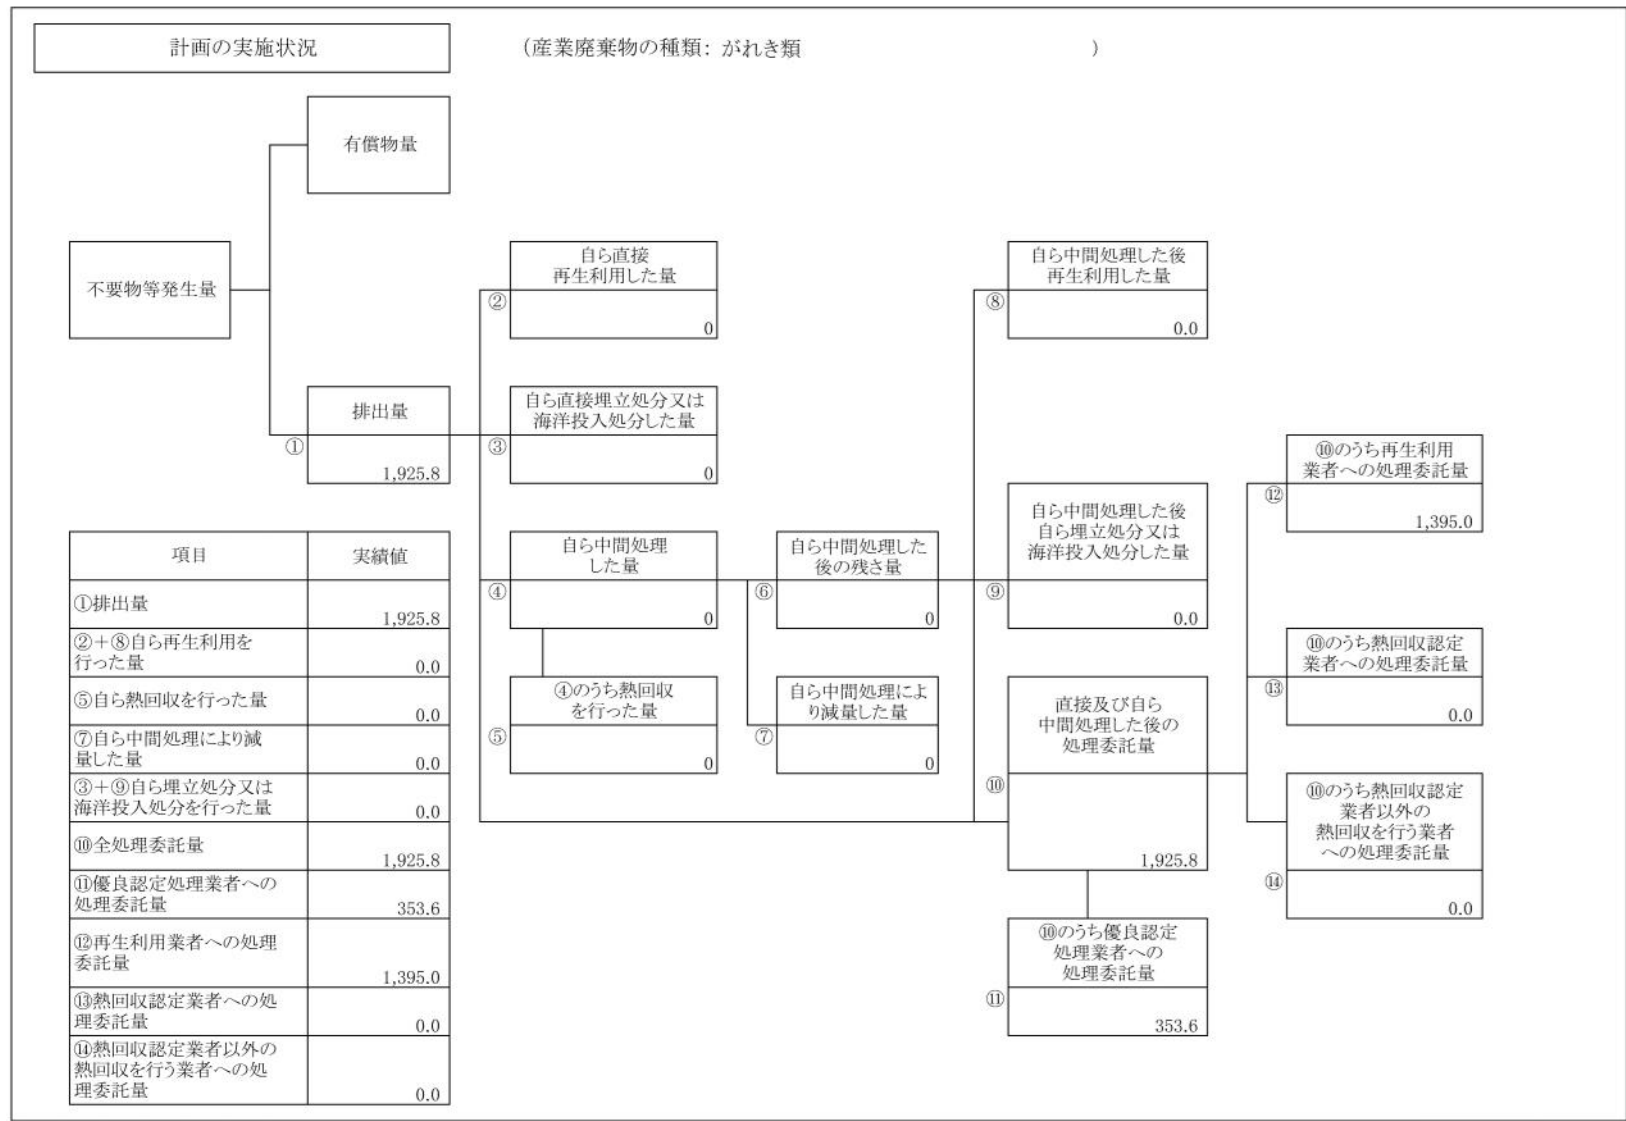 計画の実施状況
（産業廃棄物の種類：がれき類　）
有償物量
不要物等発生量
排出量
①
1,925.8
自ら直接
再生利用した量
②
0
自ら直接埋立処分又は
海洋投入処分した量
③
0
自ら中間処理
した量
④
0
④のうち熱回収
を行った量
⑤
0
自ら中間処理した
後の残さ量
⑥
0
自ら中間処理によ
り減量した量
⑦
0
自ら中間処理した後
再生利用した量
⑧
0.0
自ら中間処理した後
自ら埋立処分又は
海洋投入処分した量
⑨
0.0
直接及び自ら
中間処理した後の
処理委託量
⑩
1,925.8
⑩のうち優良認定
処理業者への
処理委託量
⑪
353.6
⑩のうち再生利用
業者への処理委託量
⑫
1,395.0
⑩のうち熱回収認定
業者への処理委託量
⑬
0.0
⑩のうち熱回収認定
業者以外の
熱回収を行う業者
への処理委託量
⑭
0.0
項目 実績値
①排出量
1,925.8
②＋⑧自ら再生利用を
行った量
0.0
⑤自ら熱回収を行った量
0.0
⑦自ら中間処理により減
量した量
0.0
③＋⑨自ら埋立処分又は
海洋投入処分を行った量
0.0
⑩全処理委託量
1,925.8
⑪優良認定処理業者への
処理委託量
353.6
⑫再生利用業者への処理
委託量
1,395.0
⑬熱回収認定業者への処
理委託量
0.0
⑭熱回収認定業者以外の
熱回収を行う業者への処
理委託量
0.0